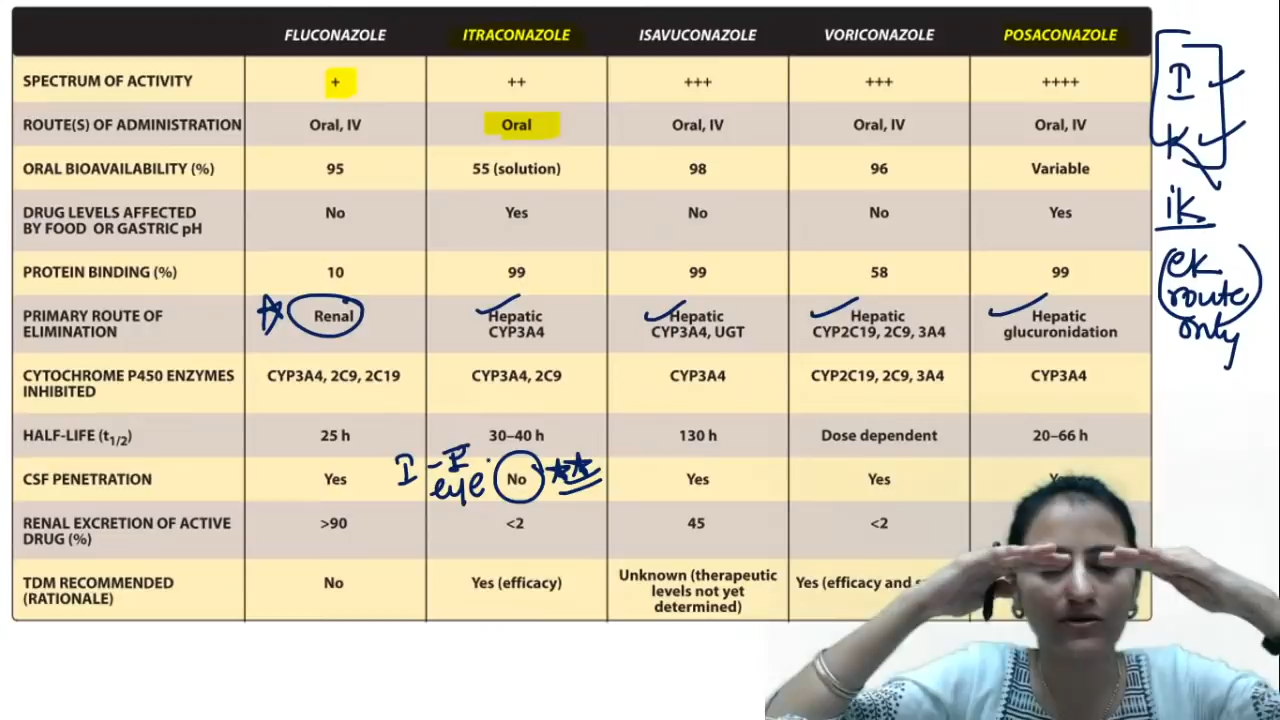 FLUCONAZOLE ITRACONAZOLE ISAVUCONAZOLE VORICONAZOLE POSACONAZOLE
SPECTRUM OF ACTIVITY + ++ +++ +++ ++++
ROUTE(S) OF ADMINISTRATION Oral, IV Oral Oral, IV Oral, IV Oral, IV
ORAL BIOAVAILABILITY (%) 95 55 (solution) 98 96 Variable
DRUG LEVELS AFFECTED
BY FOOD OR GASTRIC pH No Yes No No Yes
PROTEIN BINDING (%) 10 99 99 58 99
PRIMARY ROUTE OF Renal Hepatic Hepatic Hepatic Hepatic
ELIMINATION CYP3A4 CYP3A4, UGT CYP2C19, 2C9, 3A4 glucuronidation
CYTOCHROME P450 ENZYMES CYP3A4, 2C9, 2C19 CYP3A4, 2C9 CYP3A4 CYP2C19, 2C9, 3A4 CYP3A4
INHIBITED
HALF-LIFE (t1/2) 25 h 30–40 h 130 h Dose dependent 20–66 h
CSF PENETRATION Yes No Yes Yes
RENAL EXCRETION OF ACTIVE >90 <2 45 <2
DRUG (%)
TDM RECOMMENDED No Yes (efficacy) Unknown (therapeutic Yes (efficacy and
(RATIONALE) levels not yet
determined)
I
K
ik
ek
route
only
I - I
eye